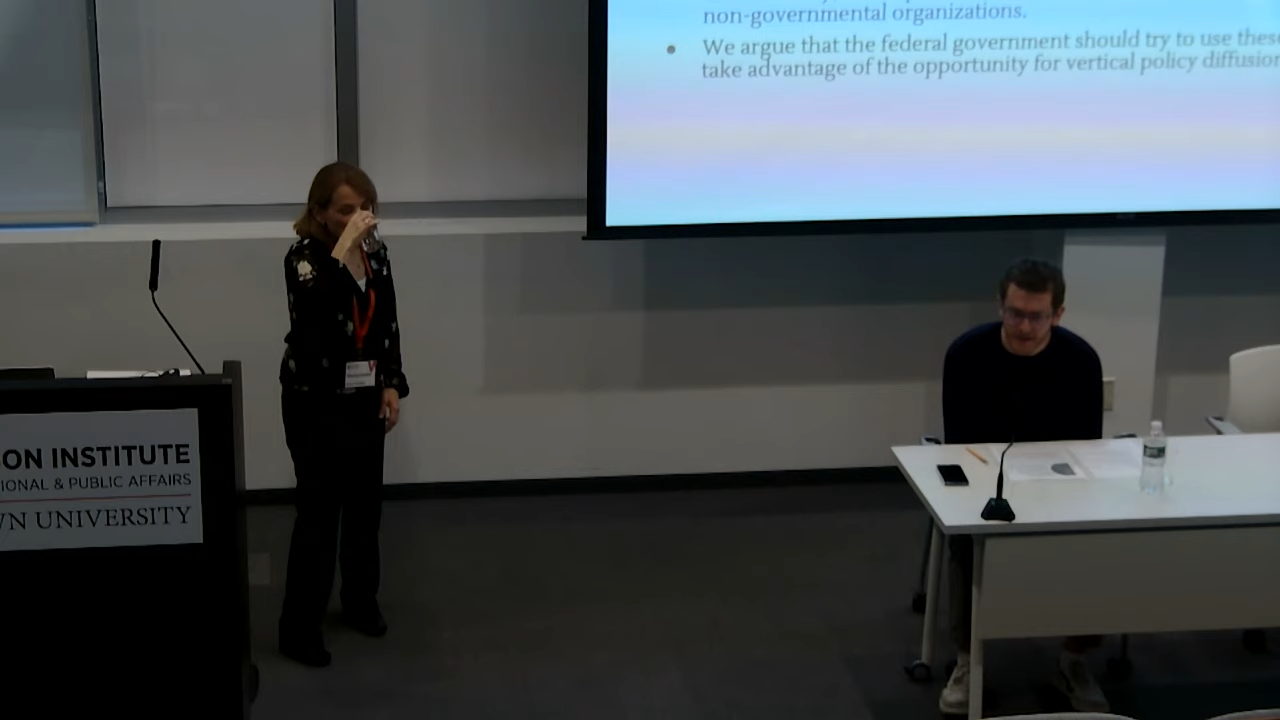 non-governmental organizations.
• We argue that the federal government should try to use these
take advantage of the opportunity for vertical policy diffusion
ON INSTITUTE
IONAL & PUBLIC AFFAIRS
WN UNIVERSITY